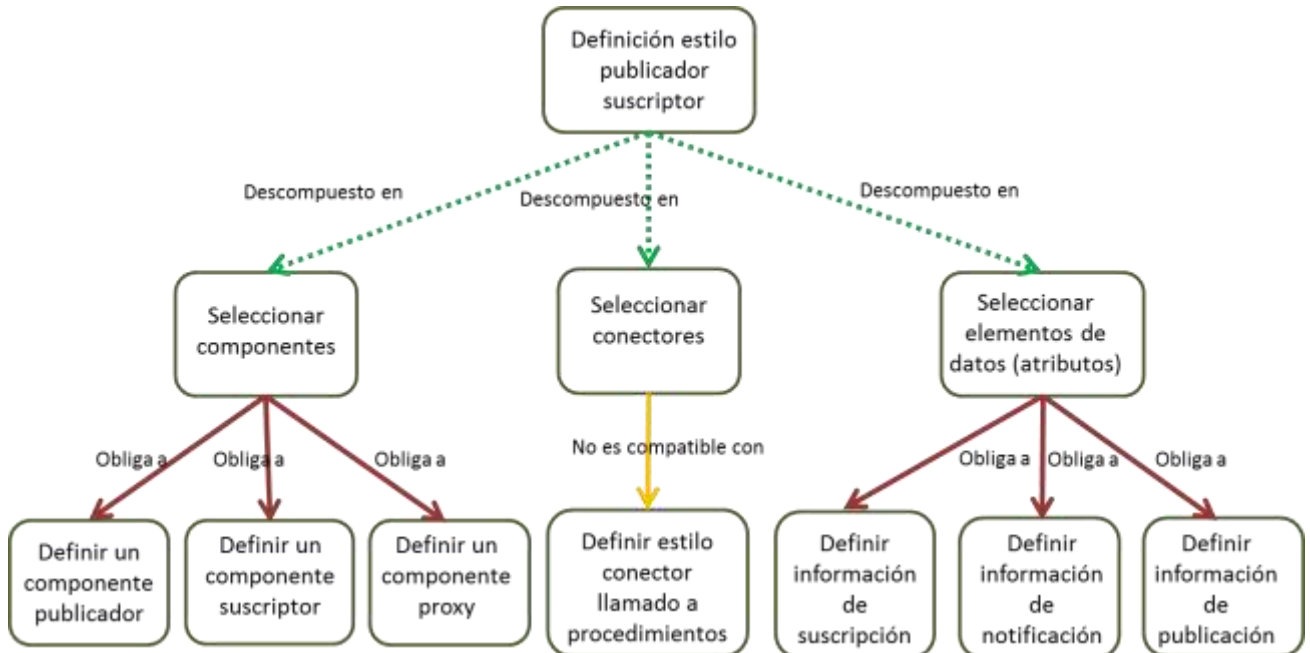 Definición estilo
publicador
suscriptor
Descompuesto en
Descompuesto en
Descompuesto en
Seleccionar
componentes
Seleccionar
conectores
Seleccionar
elementos de
datos (atributos)
Obliga a
Obliga a
Obliga a
No es compatible con
Obliga a
Obliga a
Obliga a
Definir un
componente
publicador
Definir un
componente
suscriptor
Definir un
componente
proxy
Definir estilo
conector
llamado a
procedimientos
Definir
información
de
suscripción
Definir
información
de
notificación
Definir
información
de
publicación